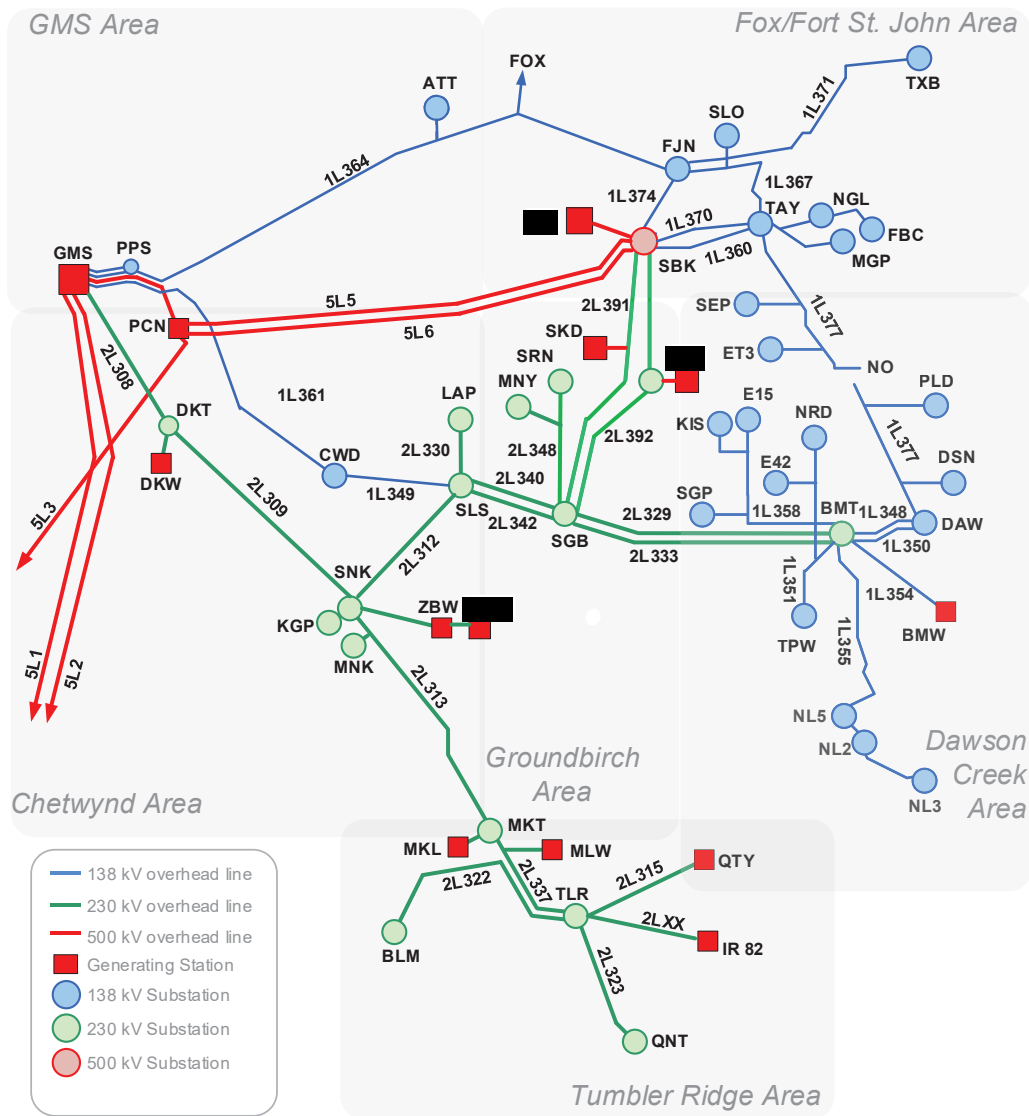 GMS Area
Fox/Fort St. John Area
FOX
ATT
TXB
1L371
SLO
FJN
1L364
1L374
1L367
TAY
NGL
1L370
FBC
1L360
MGP
SBK
GMS
PPS
PCN
5L5
5L6
2L391
SEP
1L377
SKD
ET3
NO
SRN
MNY
2L308
1L361
LAP
2L392
E15
NRD
PLD
KIS
DKT
2L330
2L348
1L377
CWD
2L340
E42
DSN
DKW
1L349
SGP
BMT
1L348
2L309
SLS
2L342
2L329
1L358
DAW
SGB
1L350
5L3
2L312
2L333
SNK
1L351
1L354
ZBW
KGP
TPW
1L355
BMW
MNK
5L1
5L2
2L313
NL5
NL2
Groundbirch
Area
Dawson
Creek
Area
NL3
Chetwynd Area
MKT
MKL
MLW
2L322
2L337
2L315
QTY
TLR
2LXX
BLM
IR 82
2L323
QNT
Tumbler Ridge Area
138 kV overhead line
230 kV overhead line
500 kV overhead line
Generating Station
138 kV Substation
230 kV Substation
500 kV Substation